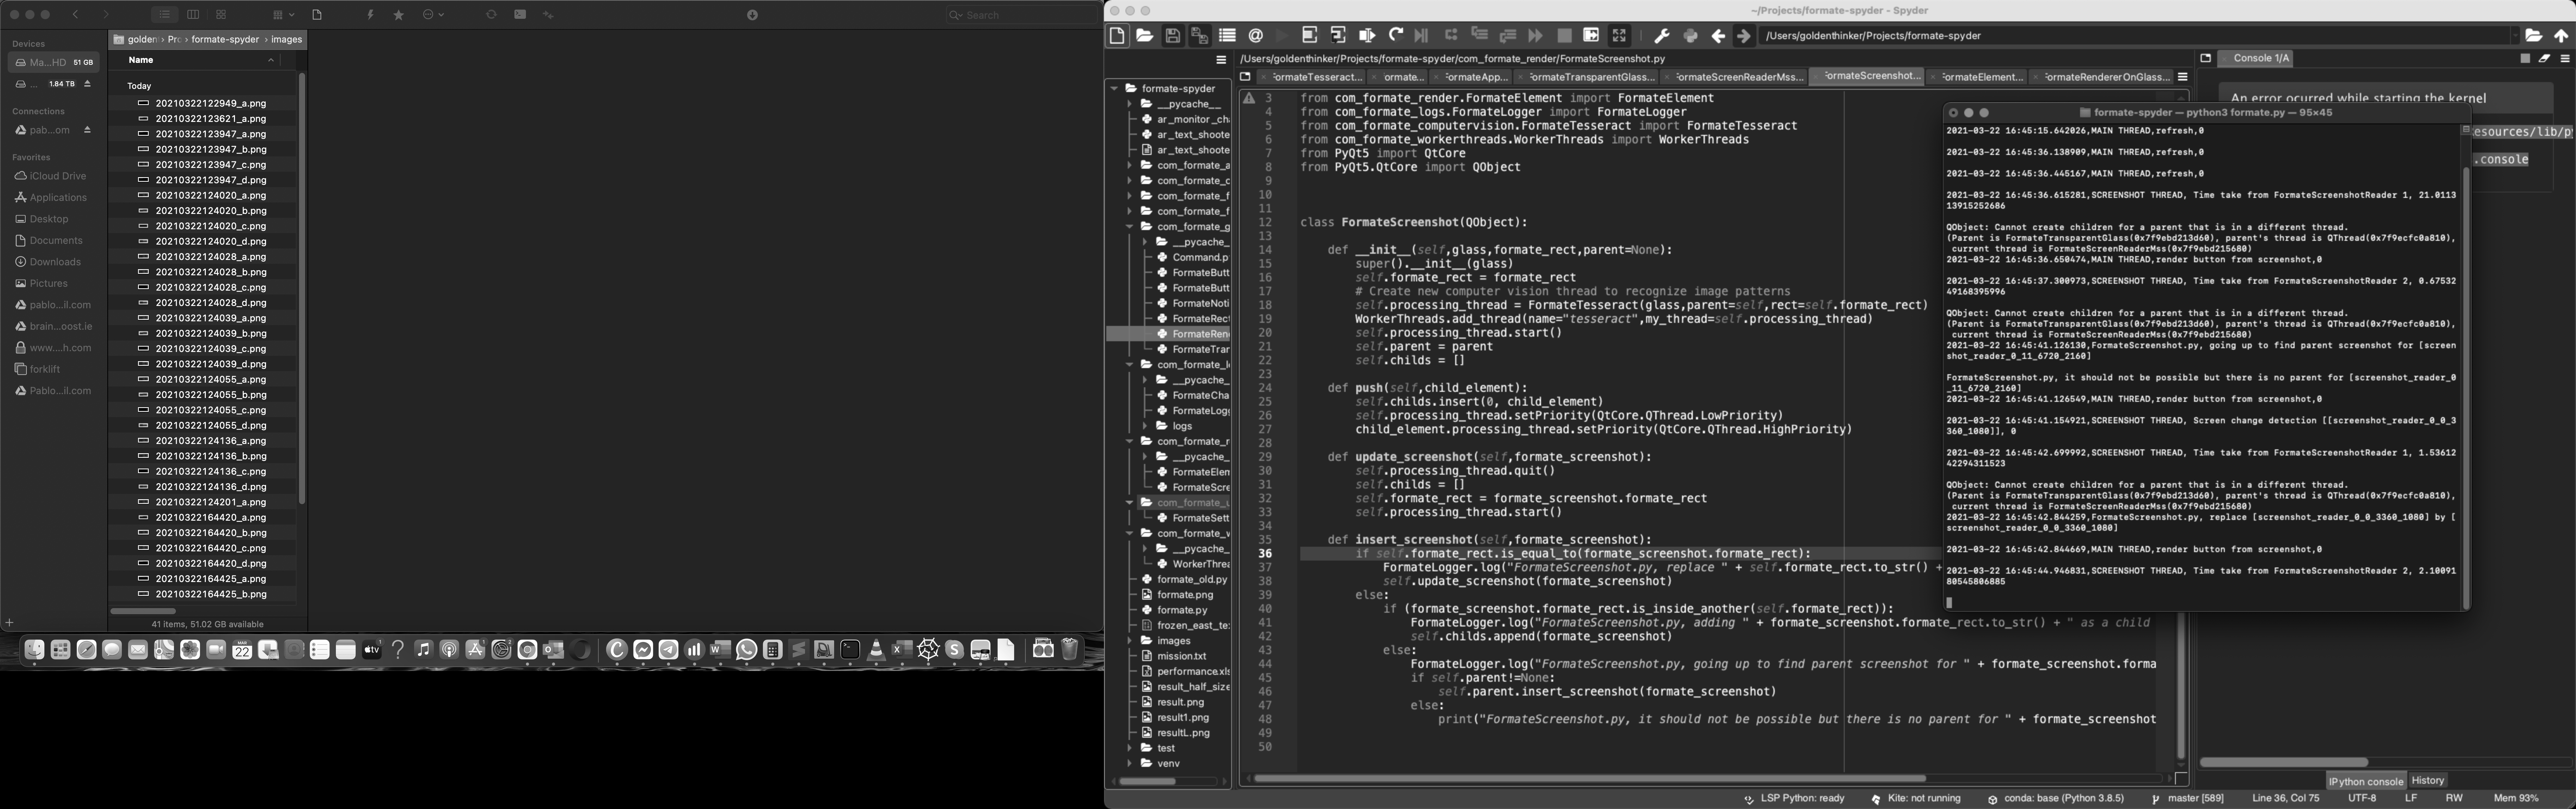 Search
Devices
Ma...HD 51 GB
... 1.84 TB
Connections
pab...om
Favorites
iCloud Drive
Applications
Desktop
Documents
Downloads
Pictures
pablo...il.com
brain...oost.ie
www....h.com
forklift
Pablo...il.com
golden › Pr › formate-spyder › images
Name
Today
20210322122949_a.png
20210322123621_a.png
20210322123947_a.png
20210322123947_b.png
20210322123947_c.png
20210322123947_d.png
20210322124020_a.png
20210322124020_b.png
20210322124020_c.png
20210322124020_d.png
20210322124028_a.png
20210322124028_b.png
20210322124028_c.png
20210322124028_d.png
20210322124039_a.png
20210322124039_b.png
20210322124039_c.png
20210322124039_d.png
20210322124055_a.png
20210322124055_b.png
20210322124055_c.png
20210322124055_d.png
20210322124136_a.png
20210322124136_b.png
20210322124136_c.png
20210322124136_d.png
20210322124201_a.png
20210322164420_a.png
20210322164420_b.png
20210322164420_c.png
20210322164420_d.png
20210322164425_a.png
20210322164425_b.png
41 items, 51.02 GB available
MAR
22
tv
~/Projects/formate-spyder - Spyder
/Users/goldenthinker/Projects/formate-spyder
/Users/goldenthinker/Projects/formate-spyder/com_formate_render/FormateScreenshot.py
FormateTesseract...
ormate...
FormateApp...
FormateTransparentGlass...
FormateScreenReaderMss...
FormateScreenshot...
FormateElement...
FormateRendererOnGlass...
formate-spyder
__pycache__
ar_monitor_ch
ar_text_shoote
ar_text_shoote
com_formate_a
com_formate_c
com_formate_f
com_formate_f
com_formate_g
__pycach
Command.p
FormateButt
FormateButt
FormateNoti
FormateRect
FormateRen
FormateTrar
com_formate_l
__pycach
FormateCha
FormateLog
logs
com_formate_r
__pycach
FormateElem
FormateScre
com_formate_u
FormateSett
com_formate_w
__pycach
WorkerThrea
formate_old.py
formate.png
formate.py
frozen_east_te
images
mission.txt
performance.xls
result_half_size
result.png
result1.png
resultL.png
test
venv
3 from com_formate_render.FormateElement import FormateElement
4 from com_formate_logs.FormateLogger import FormateLogger
5 from com_formate_computervision.FormateTesseract import FormateTesseract
6 from com_formate_workerthreads.WorkerThreads import WorkerThreads
7 from PyQt5 import QtCore
8 from PyQt5.QtCore import QObject
9
10
11
12 class FormateScreenshot(QObject):
13
14 def __init__(self,glass,formate_rect,parent=None):
15 super().__init__(glass)
16 self.formate_rect = formate_rect
17 # Create new computer vision thread to recognize image patterns
18 self.processing_thread = FormateTesseract(glass,parent=self,rect=self.formate_rect)
19 WorkerThreads.add_thread(name="tesseract",my_thread=self.processing_thread)
20 self.processing_thread.start()
21 self.parent = parent
22 self.childs = []
23
24 def push(self,child_element):
25 self.childs.insert(0, child_element)
26 self.processing_thread.setPriority(QtCore.QThread.LowPriority)
27 child_element.processing_thread.setPriority(QtCore.QThread.HighPriority)
28
29 def update_screenshot(self,formate_screenshot):
30 self.processing_thread.quit()
31 self.childs = []
32 self.formate_rect = formate_screenshot.formate_rect
33 self.processing_thread.start()
34
35 def insert_screenshot(self,formate_screenshot):
36 if self.formate_rect.is_equal_to(formate_screenshot.formate_rect):
37 FormateLogger.log("FormateScreenshot.py, replace " + self.formate_rect.to_str() +
38 self.update_screenshot(formate_screenshot)
39 else:
40 if (formate_screenshot.formate_rect.is_inside_another(self.formate_rect)):
41 FormateLogger.log("FormateScreenshot.py, adding " + formate_screenshot.formate_rect.to_str() + " as a child
42 self.childs.append(formate_screenshot)
43 else:
44 FormateLogger.log("FormateScreenshot.py, going up to find parent screenshot for " + formate_screenshot.forma
45 if self.parent!=None:
46 self.parent.insert_screenshot(formate_screenshot)
47 else:
48 print("FormateScreenshot.py, it should not be possible but there is no parent for " + formate_screenshot
49
50
Console 1/A
An error ocurred while starting the kernel
esources/lib/p
.console
formate-spyder — python3 formate.py — 95×45
2021-03-22 16:45:15.642026,MAIN THREAD,refresh,0
2021-03-22 16:45:36.138909,MAIN THREAD,refresh,0
2021-03-22 16:45:36.445167,MAIN THREAD,refresh,0
2021-03-22 16:45:36.615281,SCREENSHOT THREAD, Time take from FormateScreenshotReader 1, 21.0113
13915252686
QObject: Cannot create children for a parent that is in a different thread.
(Parent is FormateTransparentGlass(0x7f9ebd213d60), parent's thread is QThread(0x7f9ecfc0a810),
current thread is FormateScreenReaderMss(0x7f9ebd215680)
2021-03-22 16:45:36.650474,MAIN THREAD,render button from screenshot,0
2021-03-22 16:45:37.300973,SCREENSHOT THREAD, Time take from FormateScreenshotReader 2, 0.67532
49168395996
QObject: Cannot create children for a parent that is in a different thread.
(Parent is FormateTransparentGlass(0x7f9ebd213d60), parent's thread is QThread(0x7f9ecfc0a810),
current thread is FormateScreenReaderMss(0x7f9ebd215680)
2021-03-22 16:45:41.126130,FormateScreenshot.py, going up to find parent screenshot for [screen
shot_reader_0_11_6720_2160]
FormateScreenshot.py, it should not be possible but there is no parent for [screenshot_reader_0
_11_6720_2160]
2021-03-22 16:45:41.126549,MAIN THREAD,render button from screenshot,0
2021-03-22 16:45:41.154921,SCREENSHOT THREAD, Screen change detection [[screenshot_reader_0_0_3
360_1080]], 0
2021-03-22 16:45:42.699992,SCREENSHOT THREAD, Time take from FormateScreenshotReader 1, 1.53612
42294311523
QObject: Cannot create children for a parent that is in a different thread.
(Parent is FormateTransparentGlass(0x7f9ebd213d60), parent's thread is QThread(0x7f9ecfc0a810),
current thread is FormateScreenReaderMss(0x7f9ebd215680)
2021-03-22 16:45:42.844259,FormateScreenshot.py, replace [screenshot_reader_0_0_3360_1080] by [
screenshot_reader_0_0_3360_1080]
2021-03-22 16:45:42.844669,MAIN THREAD,render button from screenshot,0
2021-03-22 16:45:44.946831,SCREENSHOT THREAD, Time take from FormateScreenshotReader 2, 2.10091
80545806885
IPython console History
LSP Python: ready Kite: not running conda: base (Python 3.8.5) master [589] Line 36, Col 75 UTF-8 LF RW Mem 93%